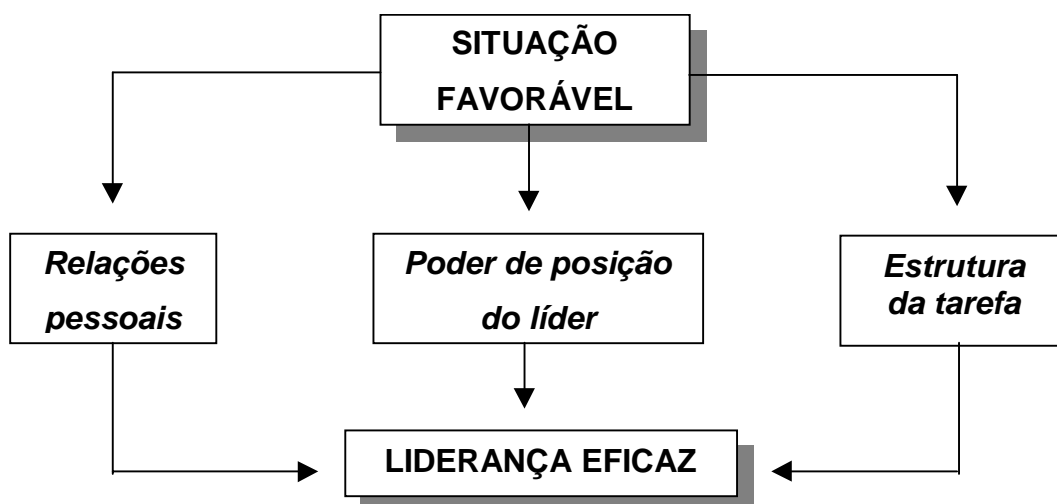 SITUAÇÃO
FAVORÁVEL
Relações
pessoais
Poder de posição
do líder
Estrutura
da tarefa
LIDERANÇA EFICAZ